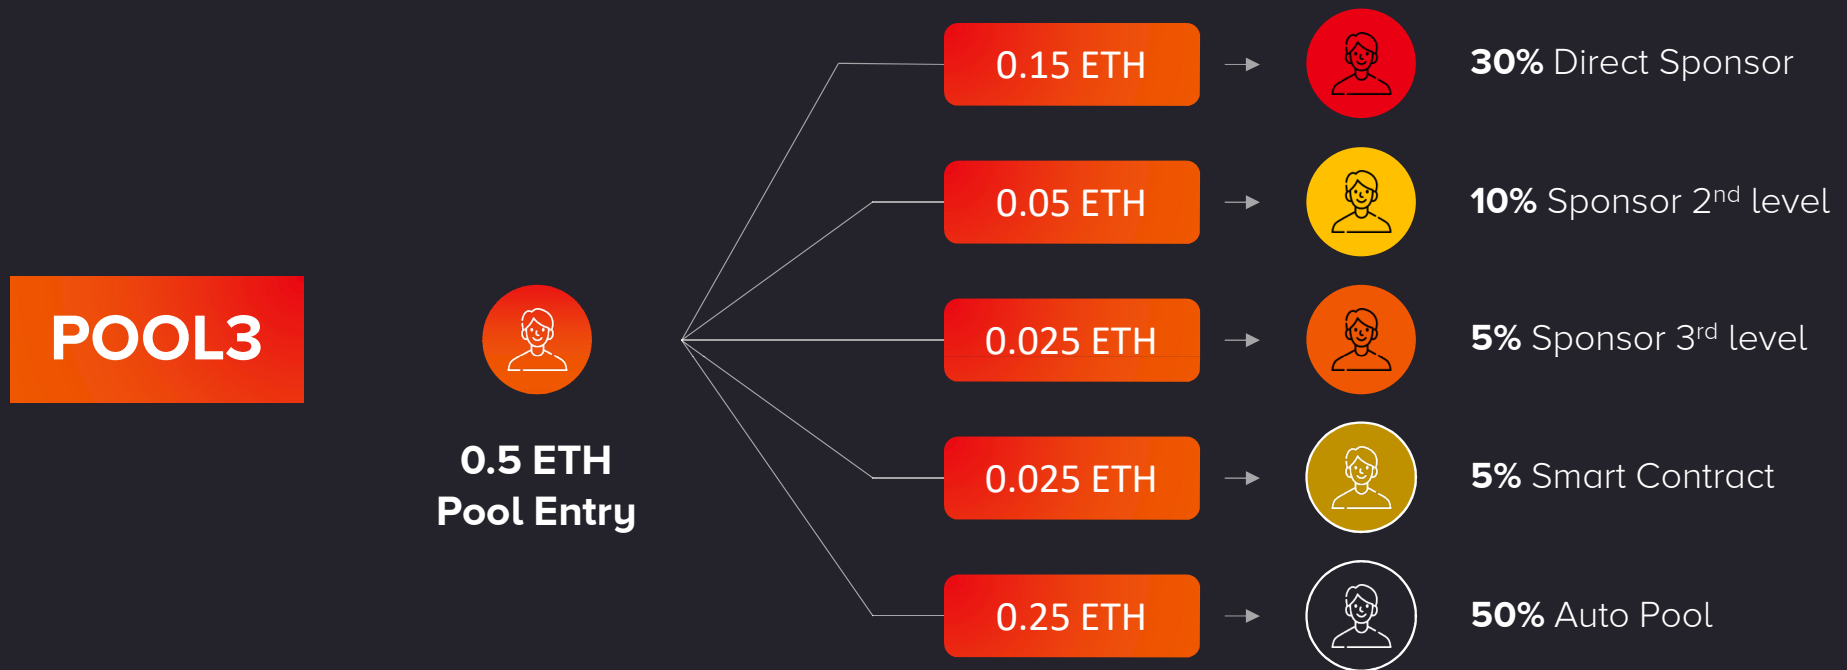 POOL3
0.5 ETH
Pool Entry
0.15 ETH
30% Direct Sponsor
0.05 ETH
10% Sponsor 2nd level
0.025 ETH
5% Sponsor 3rd level
0.025 ETH
5% Smart Contract
0.25 ETH
50% Auto Pool